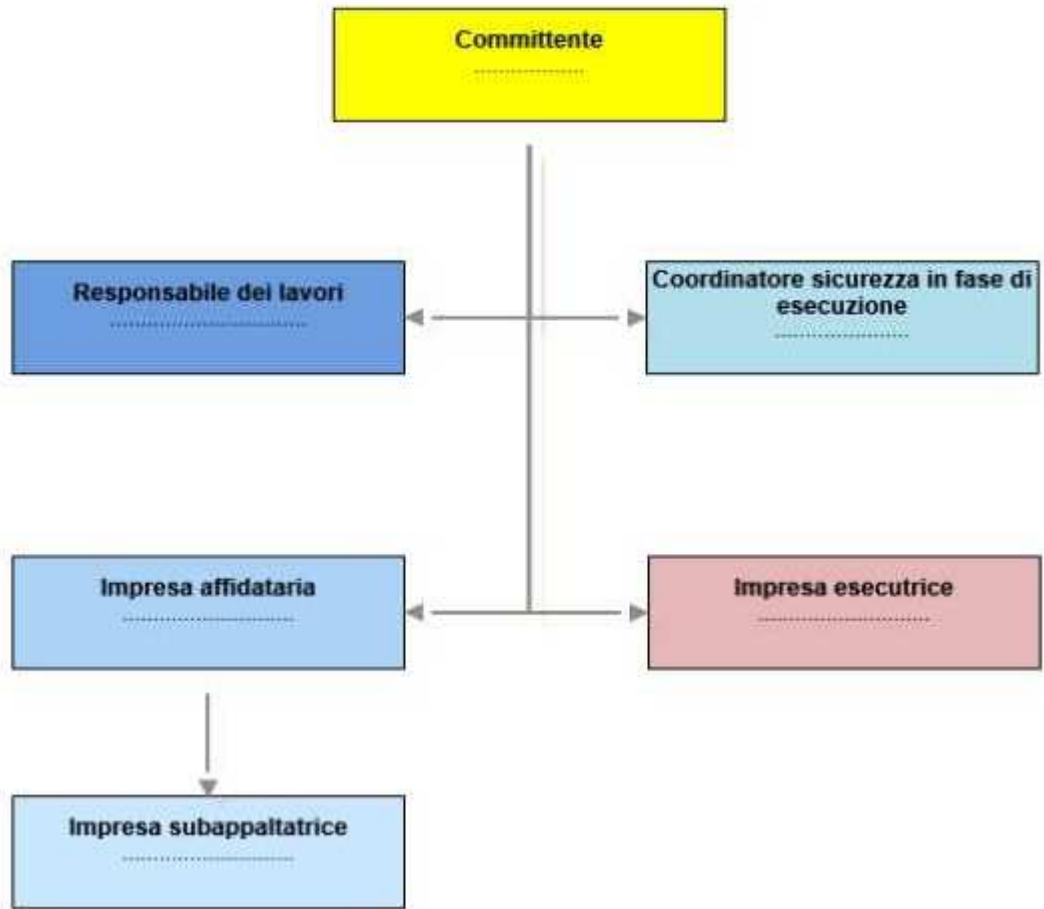 Committente
..................
Responsabile dei lavori
................................
Coordinatore sicurezza in fase di
esecuzione
......................
Impresa affidataria
............................
Impresa esecutrice
............................
Impresa subappaltatrice
............................